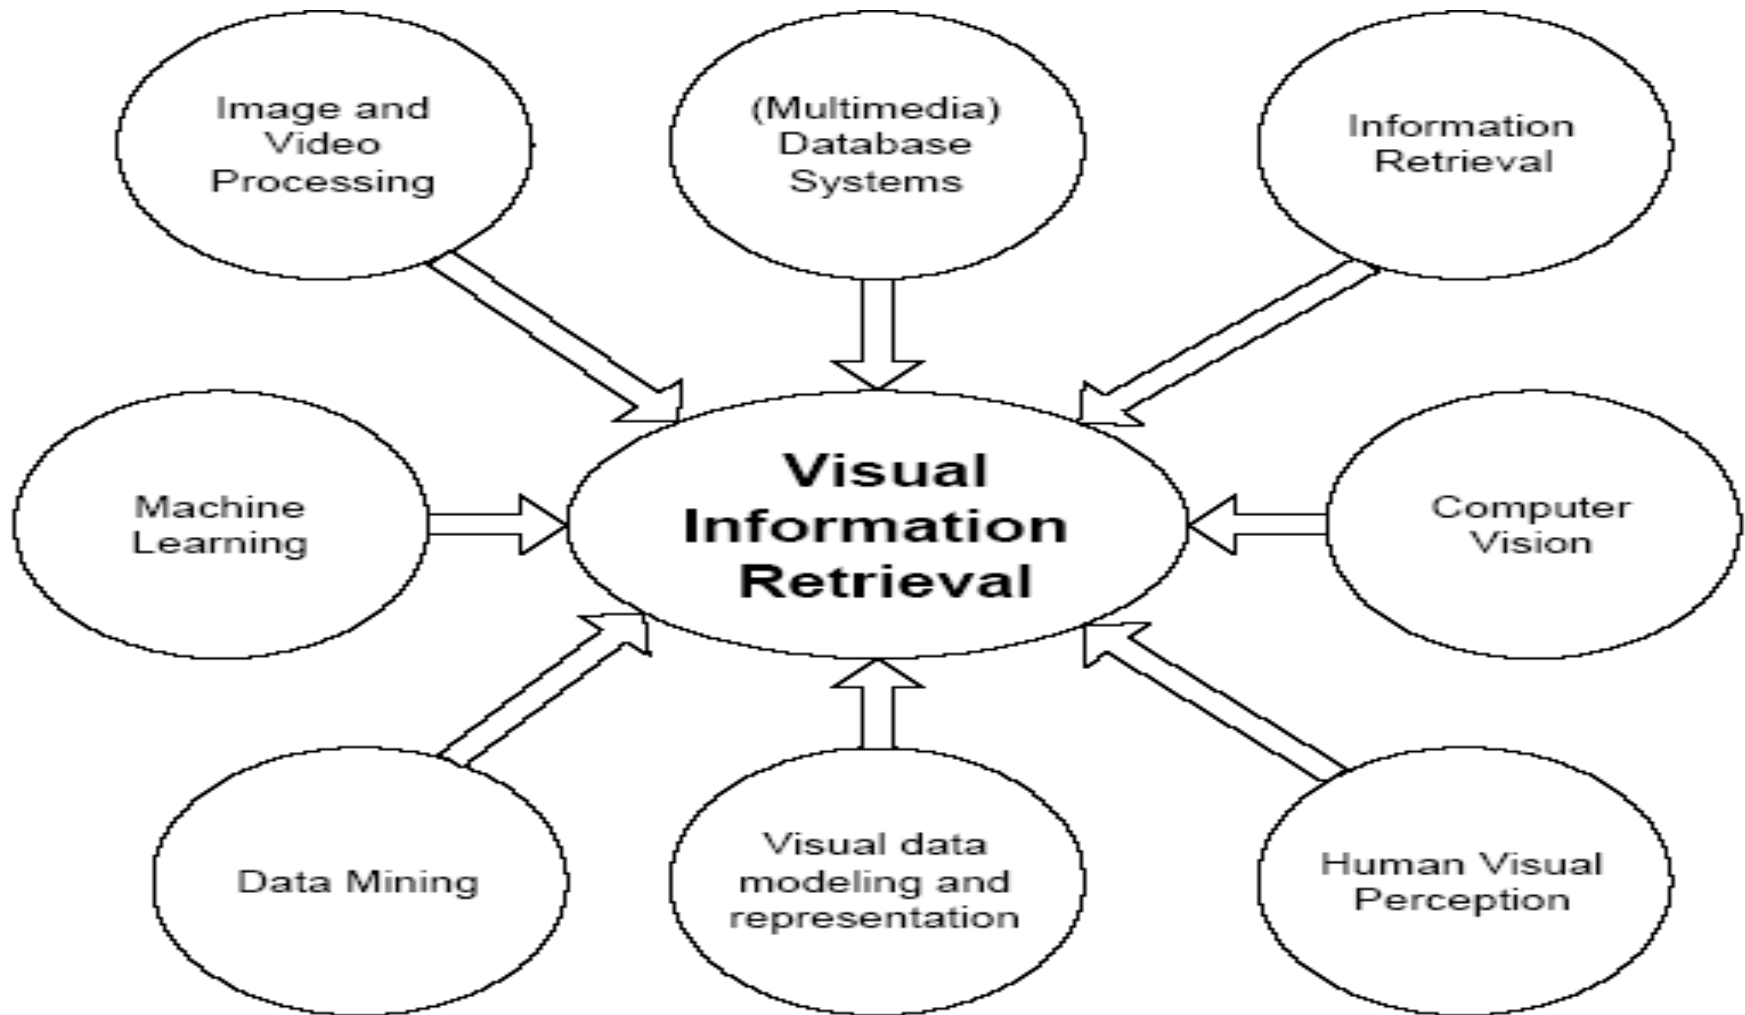 Image and
Video
Processing
(Multimedia)
Database
Systems
Information
Retrieval
Machine
Learning
Visual
Information
Retrieval
Computer
Vision
Data Mining
Visual data
modeling and
representation
Human Visual
Perception